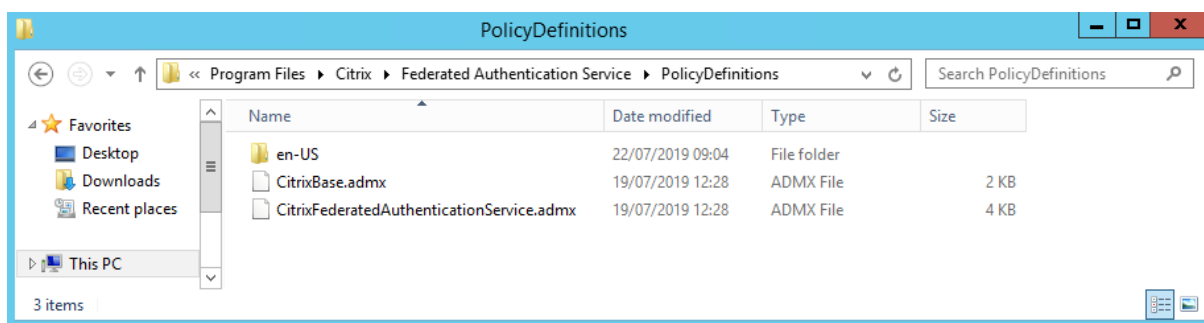 PolicyDefinitions
« Program Files ▸ Citrix ▸ Federated Authentication Service ▸ PolicyDefinitions
Search PolicyDefinitions
Favorites
Desktop
Downloads
Recent places
This PC
Name Date modified Type Size
en-US 22/07/2019 09:04 File folder
CitrixBase.admx 19/07/2019 12:28 ADMX File 2 KB
CitrixFederatedAuthenticationService.admx 19/07/2019 12:28 ADMX File 4 KB
3 items